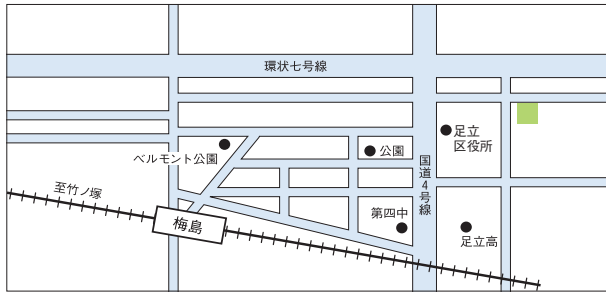 環状七号線
足立
区役所
ベルモント公園
公園
国道4号線
至竹ノ塚
梅島
第四中
足立高